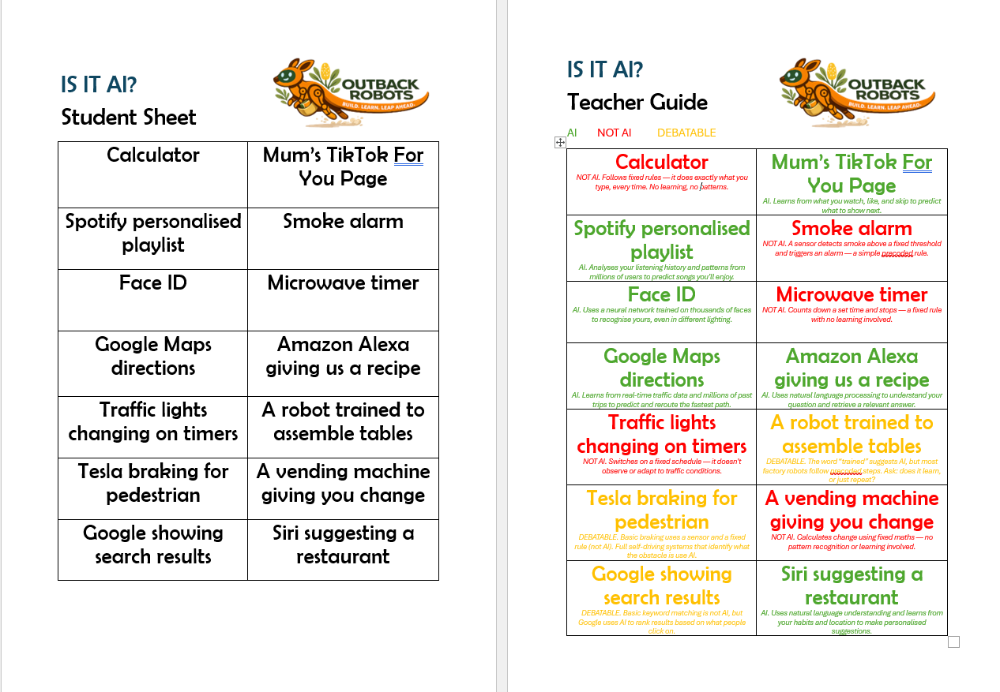 IS IT AI?
Student Sheet
OUTBACK
ROBOTS
BUILD. LEARN. LEAP AHEAD.
Calculator
Mum's TikTok For
You Page
Spotify personalised
playlist
Smoke alarm
Face ID
Microwave timer
Google Maps
directions
Amazon Alexa
giving us a recipe
Traffic lights
changing on timers
A robot trained to
assemble tables
Tesla braking for
pedestrian
A vending machine
giving you change
Google showing
search results
Siri suggesting a
restaurant
IS IT AI?
Teacher Guide
OUTBACK
ROBOTS
BUILD. LEARN. LEAP AHEAD.
AI NOT AI DEBATABLE
Calculator
NOT AI. Follows fixed rules — it does exactly what you
type, every time. No learning, no patterns.
Mum's TikTok For
You Page
AI. Learns from what you watch, like, and skip to predict
what to show next.
Spotify personalised
playlist
AI. Analyses your listening history and patterns from
millions of users to predict songs you'll enjoy.
Smoke alarm
NOT AI. A sensor detects smoke above a fixed threshold
and triggers an alarm — a simple precoded rule.
Face ID
AI. Uses a neural network trained on thousands of faces
to recognise yours, even in different lighting.
Microwave timer
NOT AI. Counts down a set time and stops — a fixed rule
with no learning involved.
Google Maps
directions
AI. Learns from real-time traffic data and millions of past
trips to predict and reroute the fastest path.
Amazon Alexa
giving us a recipe
AI. Uses natural language processing to understand your
question and retrieve a relevant answer.
Traffic lights
changing on timers
NOT AI. Switches on a fixed schedule — it doesn't
observe or adapt to traffic conditions.
A robot trained to
assemble tables
DEBATABLE. The word "trained" suggests AI, but most
factory robots follow precoded steps. Ask: does it learn,
or just repeat?
Tesla braking for
pedestrian
DEBATABLE. Basic braking uses a sensor and a fixed
rule (not AI). Full self-driving systems that identify what
the obstacle is use AI.
A vending machine
giving you change
NOT AI. Calculates change using fixed maths — no
pattern recognition or learning involved.
Google showing
search results
DEBATABLE. Basic keyword matching is not AI, but
Google uses AI to rank results based on what people
click on.
Siri suggesting a
restaurant
AI. Uses natural language understanding and learns from
your habits and location to make personalised
suggestions.